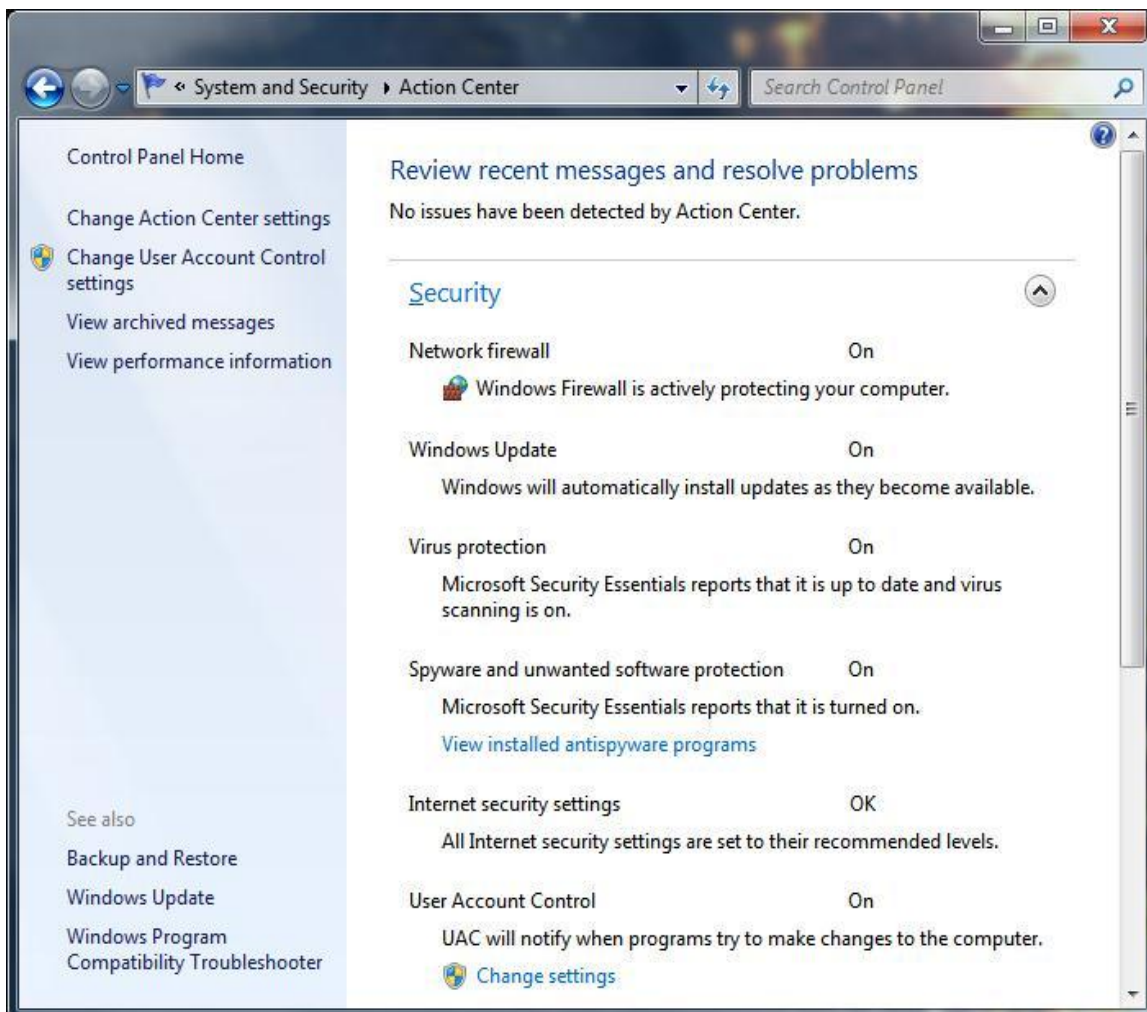 « System and Security ▸ Action Center
Search Control Panel
Control Panel Home
Change Action Center settings
Change User Account Control
settings
View archived messages
View performance information
See also
Backup and Restore
Windows Update
Windows Program
Compatibility Troubleshooter
Review recent messages and resolve problems
No issues have been detected by Action Center.
Security
Network firewall On
Windows Firewall is actively protecting your computer.
Windows Update On
Windows will automatically install updates as they become available.
Virus protection On
Microsoft Security Essentials reports that it is up to date and virus
scanning is on.
Spyware and unwanted software protection On
Microsoft Security Essentials reports that it is turned on.
View installed antispyware programs
Internet security settings OK
All Internet security settings are set to their recommended levels.
User Account Control On
UAC will notify when programs try to make changes to the computer.
Change settings